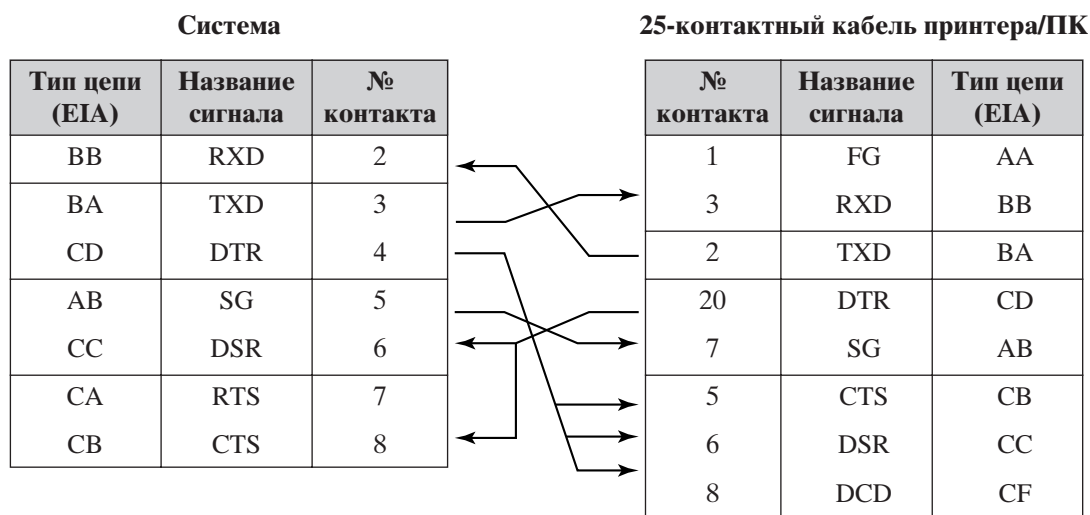 Система 25-контактный кабель принтера/ПК
Тип цепи (EIA) Название сигнала № контакта № контакта Название сигнала Тип цепи (EIA)
BB RXD 2 1 FG AA
BA TXD 3 3 RXD BB
CD DTR 4 2 TXD BA
AB SG 5 20 DTR CD
CC DSR 6 7 SG AB
CA RTS 7 5 CTS CB
CB CTS 8 6 DSR CC
8 DCD CF